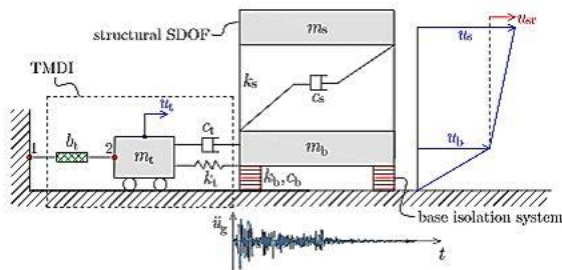 structural SDOF
m_s
u_sr
u_s
TMDI
k_s
c_s
u_t
1
b_t
2
m_t
c_t
k_t
m_b
u_b
k_b, c_b
base isolation system
ü_g
t